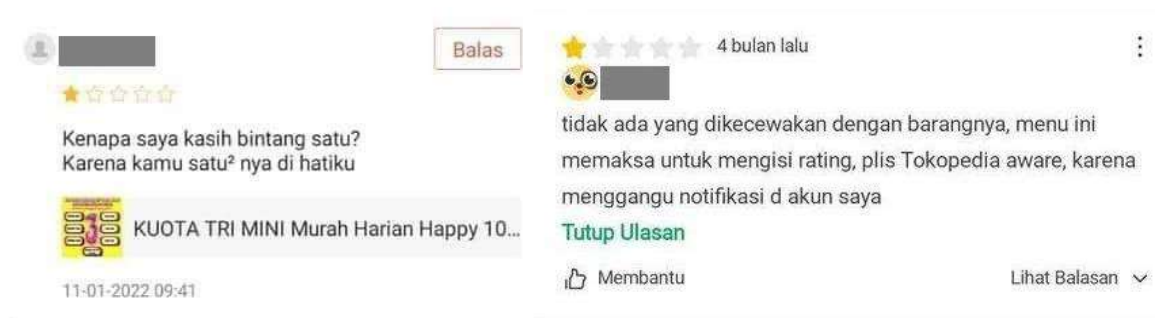 Balas
Kenapa saya kasih bintang satu?
Karena kamu satu² nya di hatiku
KUOTA TRI MINI Murah Harian Happy 10...
11-01-2022 09:41
4 bulan lalu
tidak ada yang dikecewakan dengan barangnya, menu ini
memaksa untuk mengisi rating, plis Tokopedia aware, karena
menggangu notifikasi d akun saya
Tutup Ulasan
Membantu
Lihat Balasan